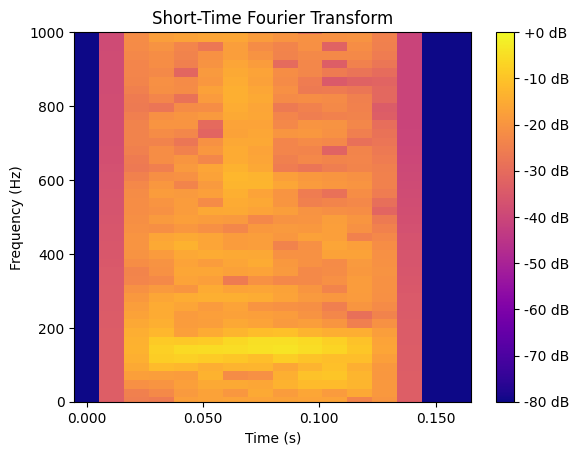 Short-Time Fourier Transform
Frequency (Hz)
1000
800
600
400
200
0
0.000
0.050
0.100
0.150
Time (s)
+0 dB
-10 dB
-20 dB
-30 dB
-40 dB
-50 dB
-60 dB
-70 dB
-80 dB